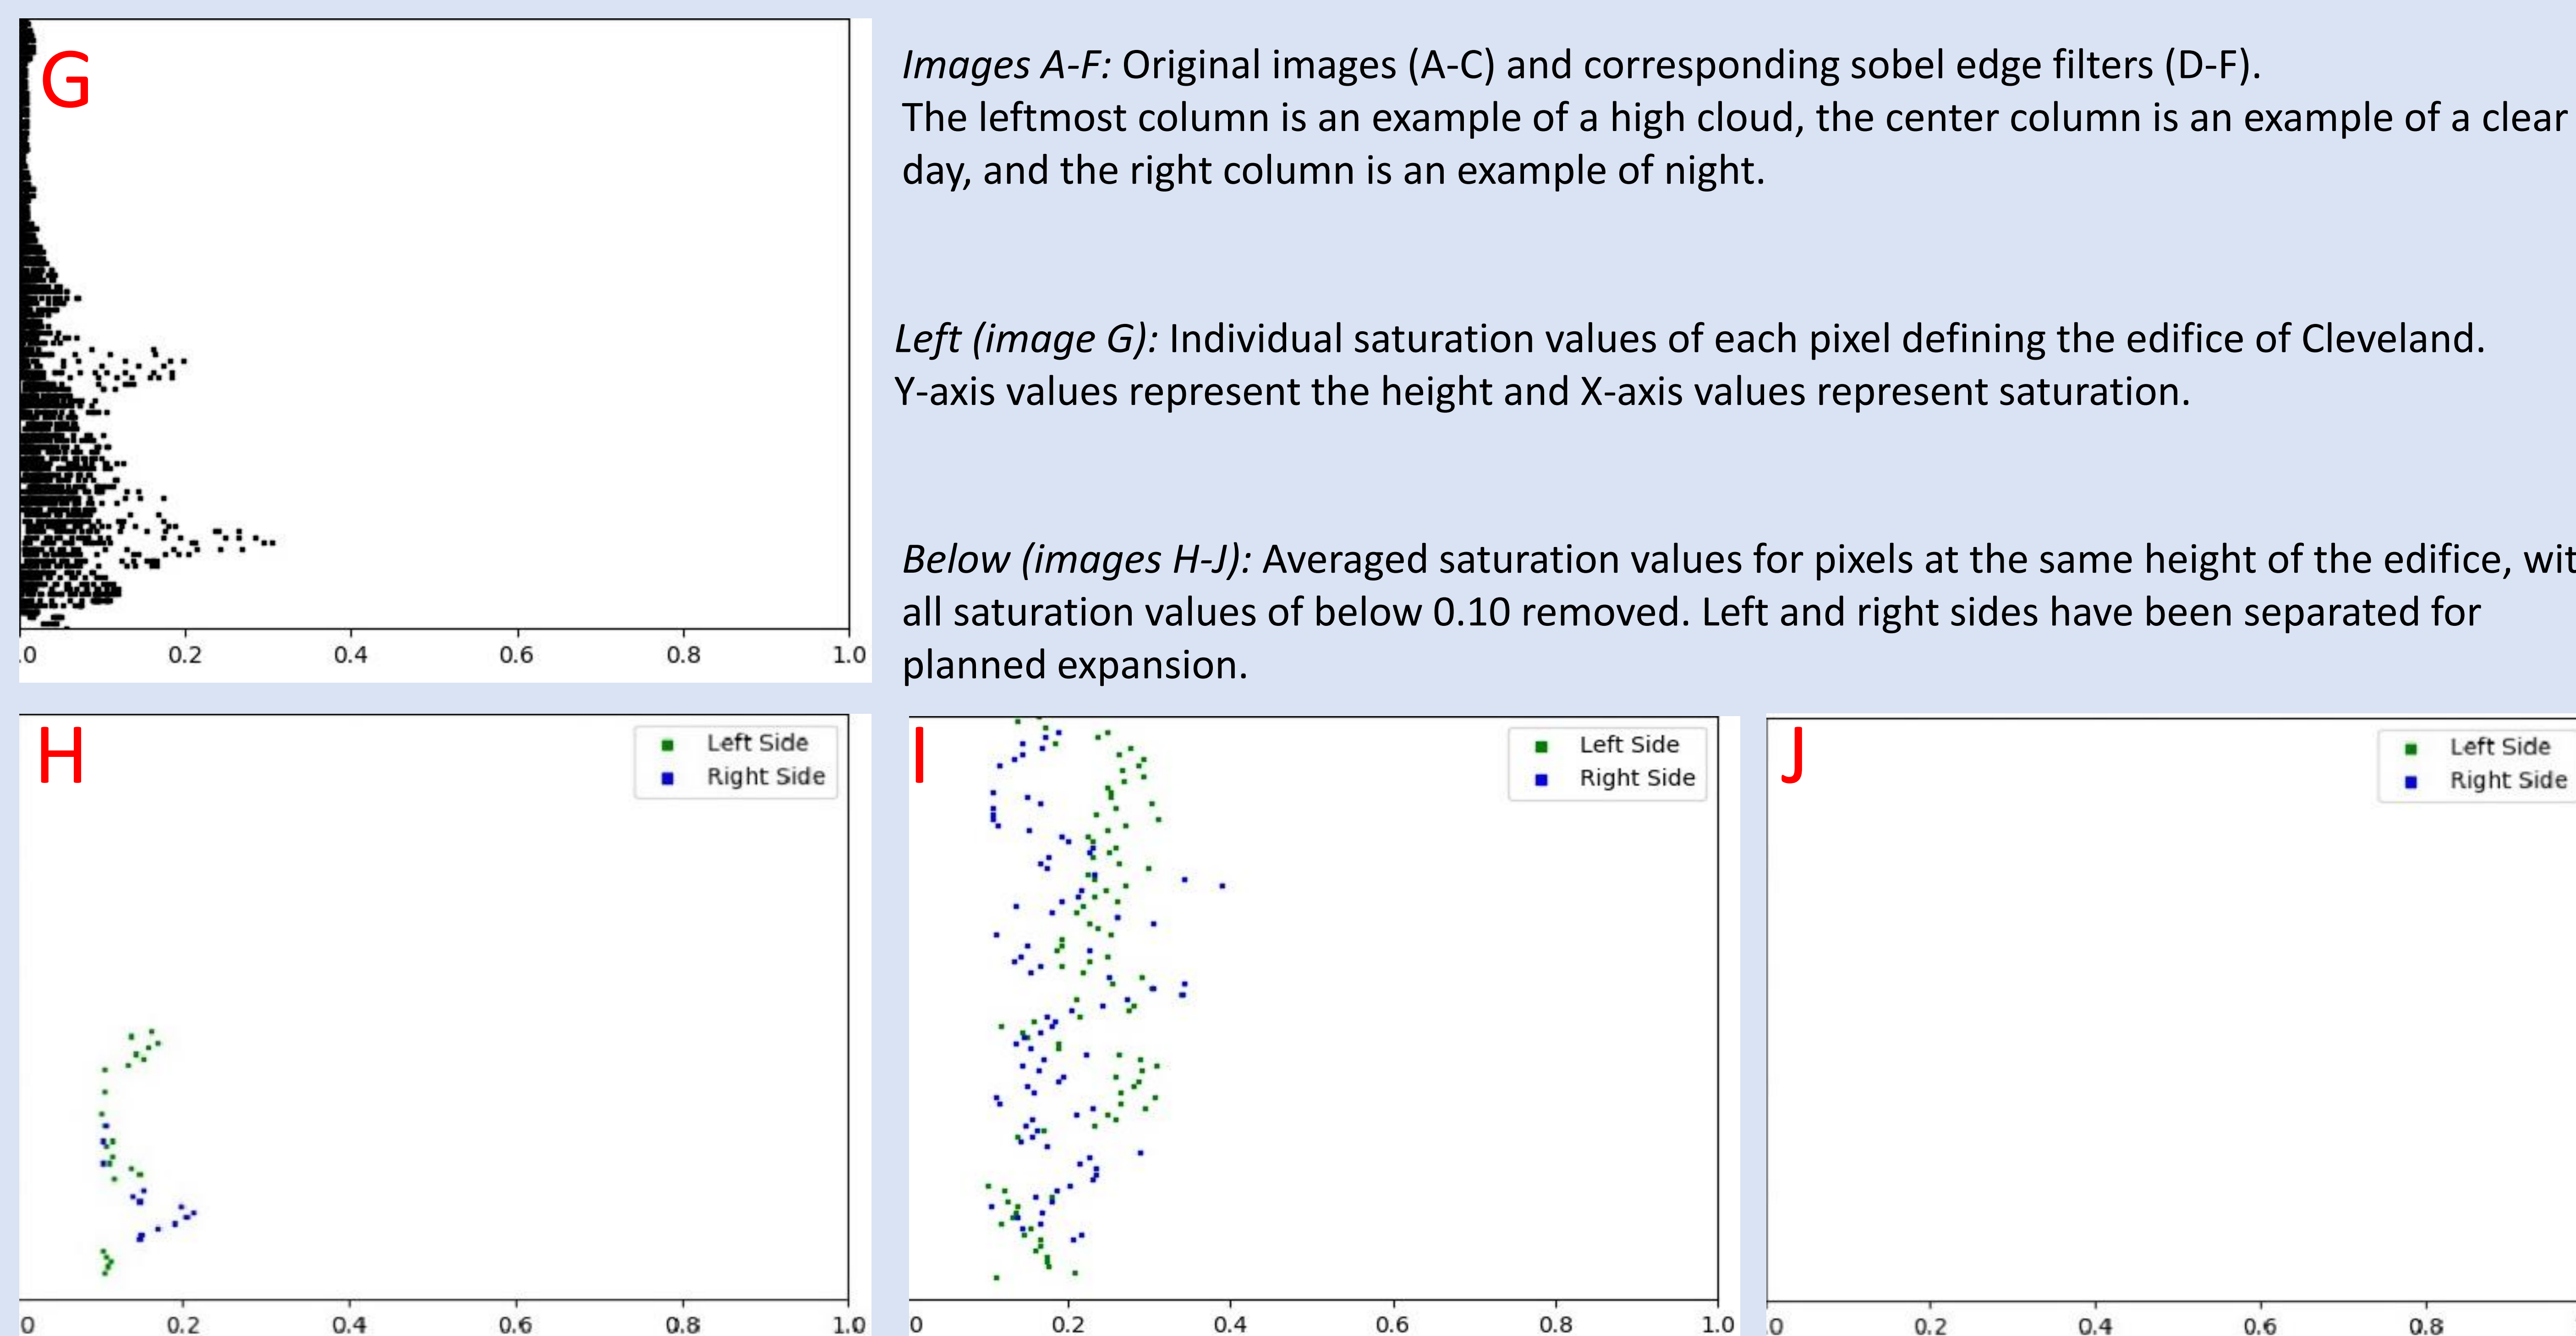 G
Images A-F: Original images (A-C) and corresponding sobel edge filters (D-F).
The leftmost column is an example of a high cloud, the center column is an example of a clear
day, and the right column is an example of night.
Left (image G): Individual saturation values of each pixel defining the edifice of Cleveland.
Y-axis values represent the height and X-axis values represent saturation.
Below (images H-J): Averaged saturation values for pixels at the same height of the edifice, wit
all saturation values of below 0.10 removed. Left and right sides have been separated for
planned expansion.
.0 0.2 0.4 0.6 0.8 1.0
H
Left Side
Right Side
0 0.2 0.4 0.6 0.8 1.0
I
Left Side
Right Side
0 0.2 0.4 0.6 0.8 1.0
J
Left Side
Right Side
.0 0.2 0.4 0.6 0.8